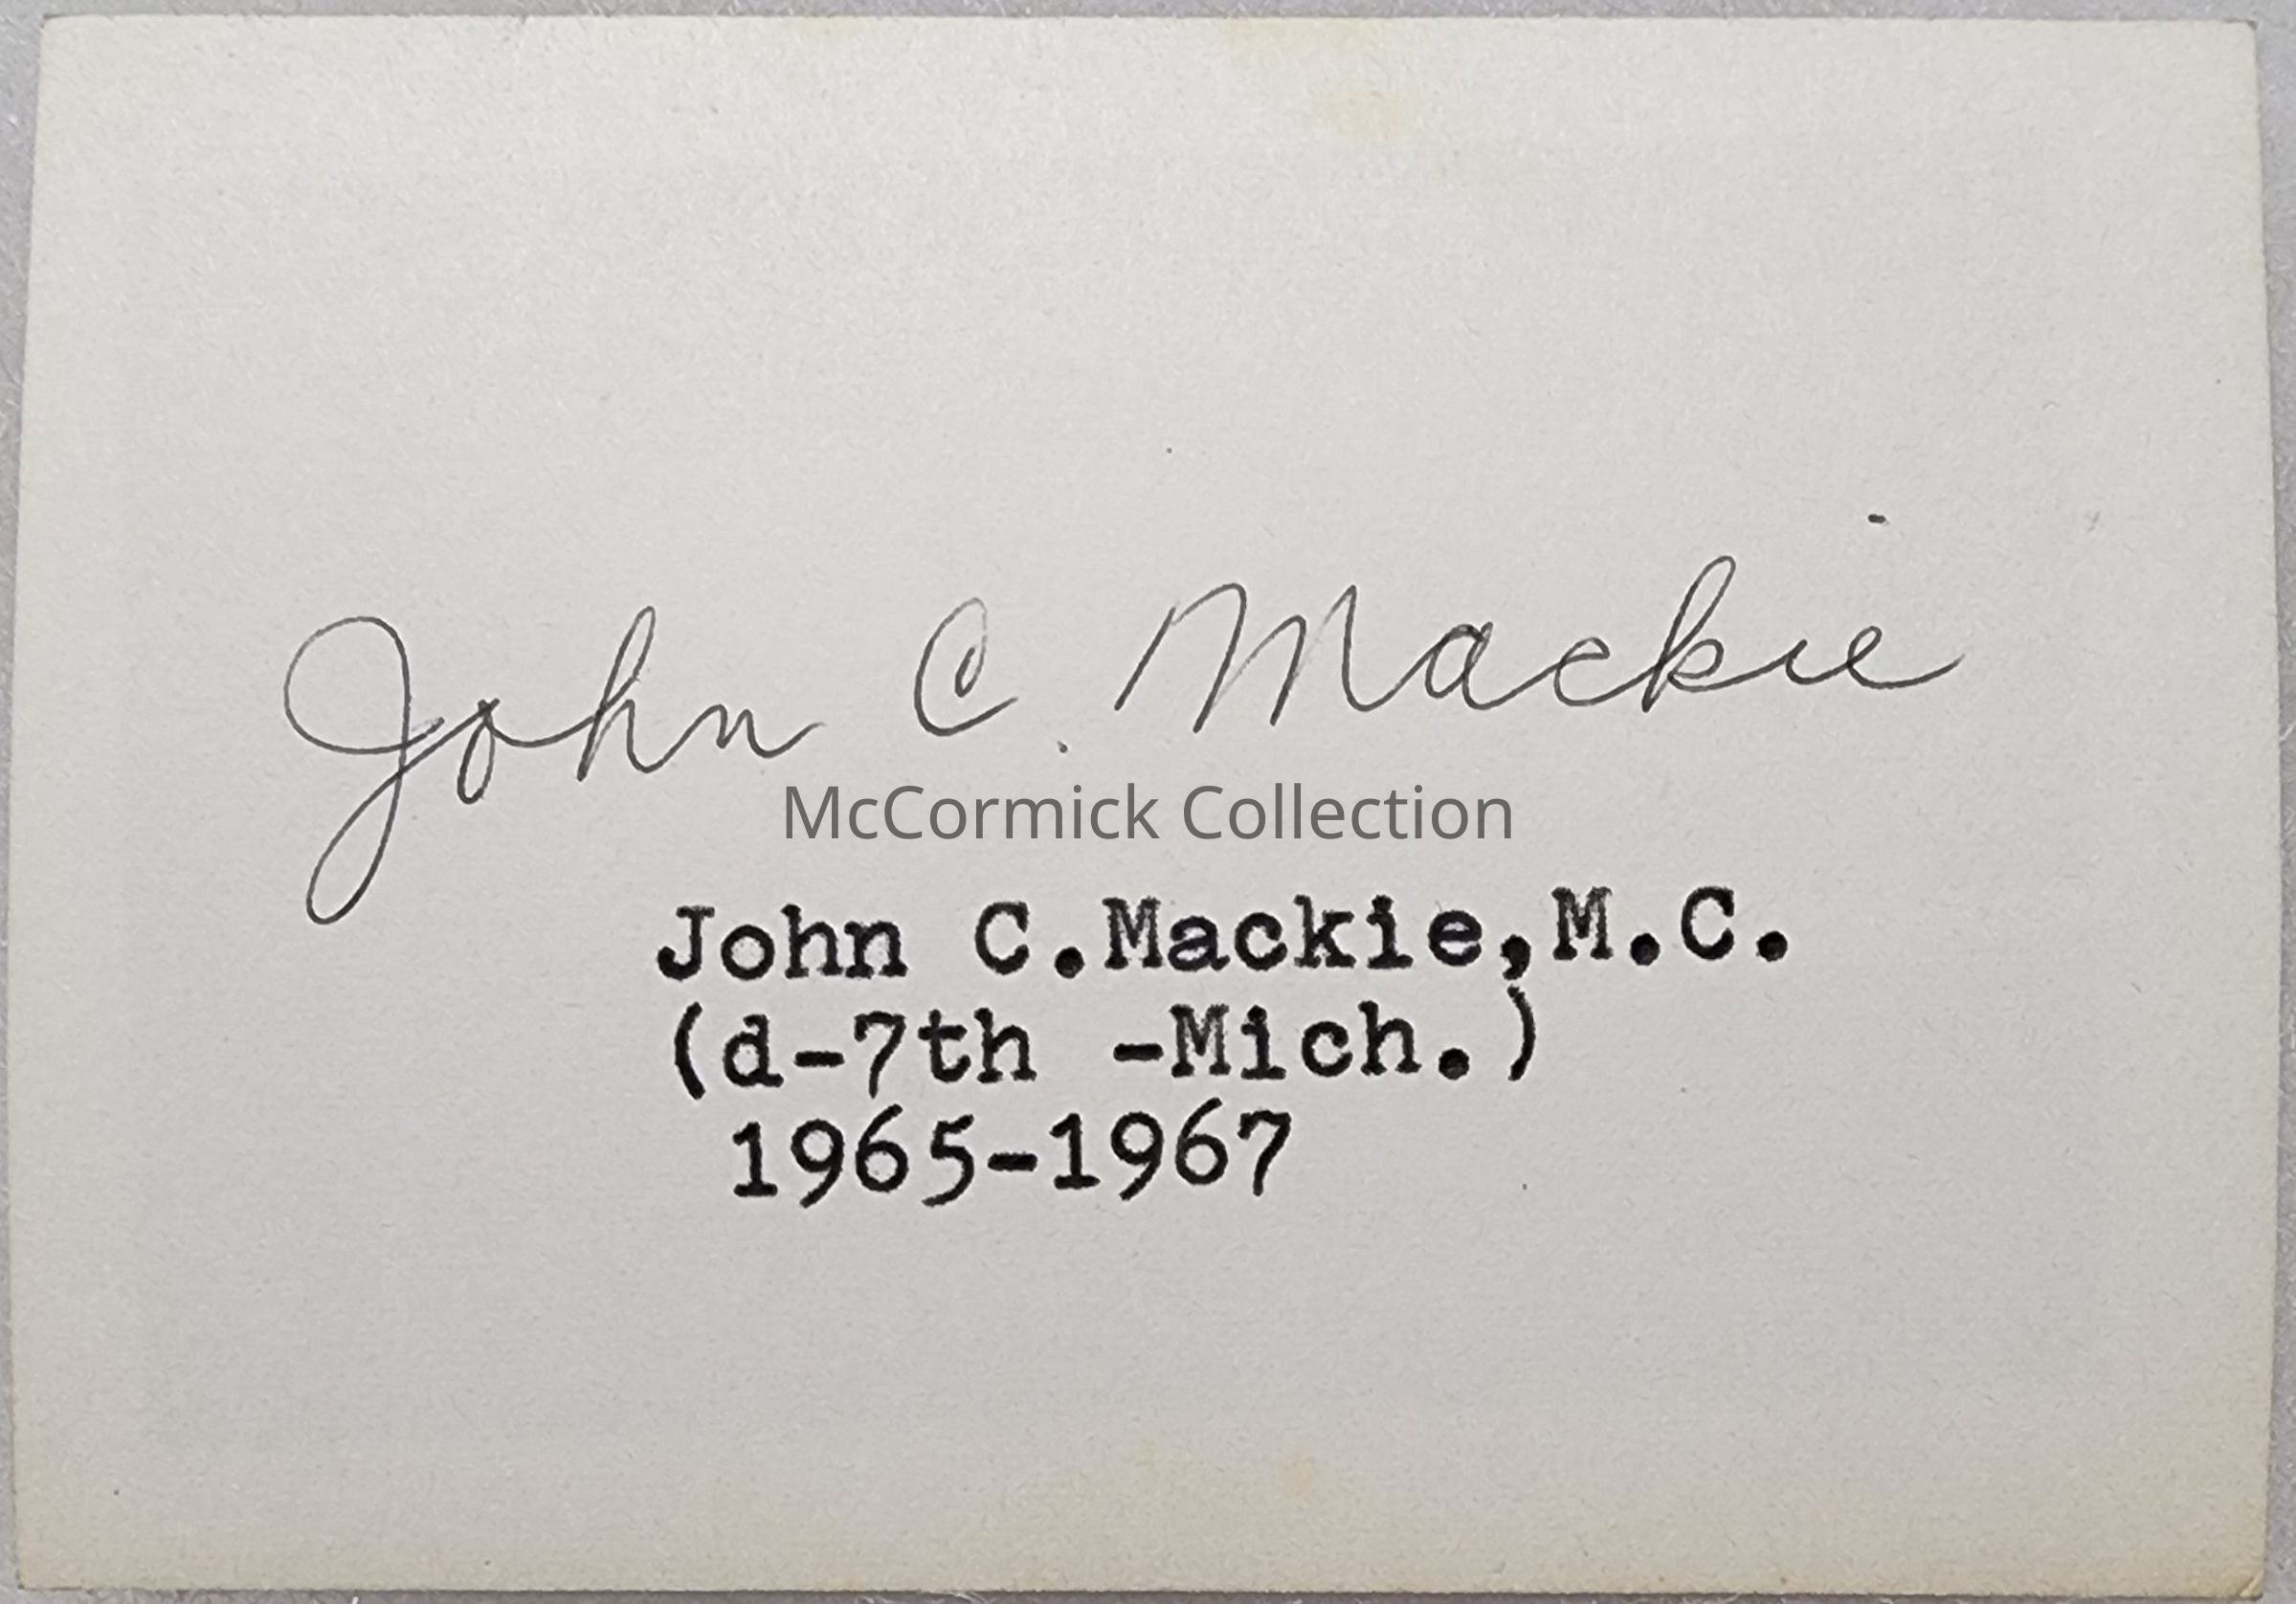 John C. Mackie
McCormick Collection
John C.Mackie,M.C.
(d-7th -Mich.)
1965-1967